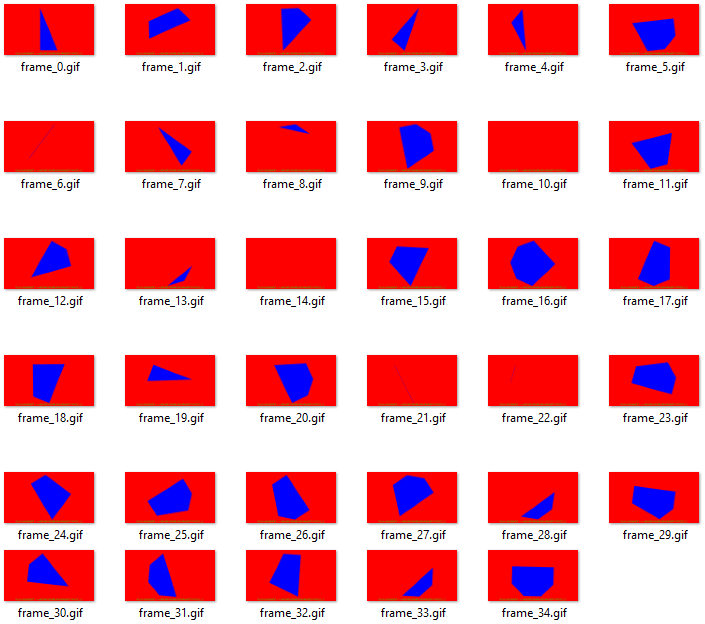 frame_0.gif frame_1.gif frame_2.gif frame_3.gif frame_4.gif frame_5.gif
frame_6.gif frame_7.gif frame_8.gif frame_9.gif frame_10.gif frame_11.gif
frame_12.gif frame_13.gif frame_14.gif frame_15.gif frame_16.gif frame_17.gif
frame_18.gif frame_19.gif frame_20.gif frame_21.gif frame_22.gif frame_23.gif
frame_24.gif frame_25.gif frame_26.gif frame_27.gif frame_28.gif frame_29.gif
frame_30.gif frame_31.gif frame_32.gif frame_33.gif frame_34.gif